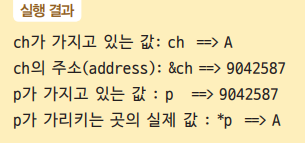 실행 결과
ch가 가지고 있는 값: ch ==> A
ch의 주소(address): &ch ==> 9042587
p가 가지고 있는 값 : p ==> 9042587
p가 가리키는 곳의 실제 값 : *p ==> A